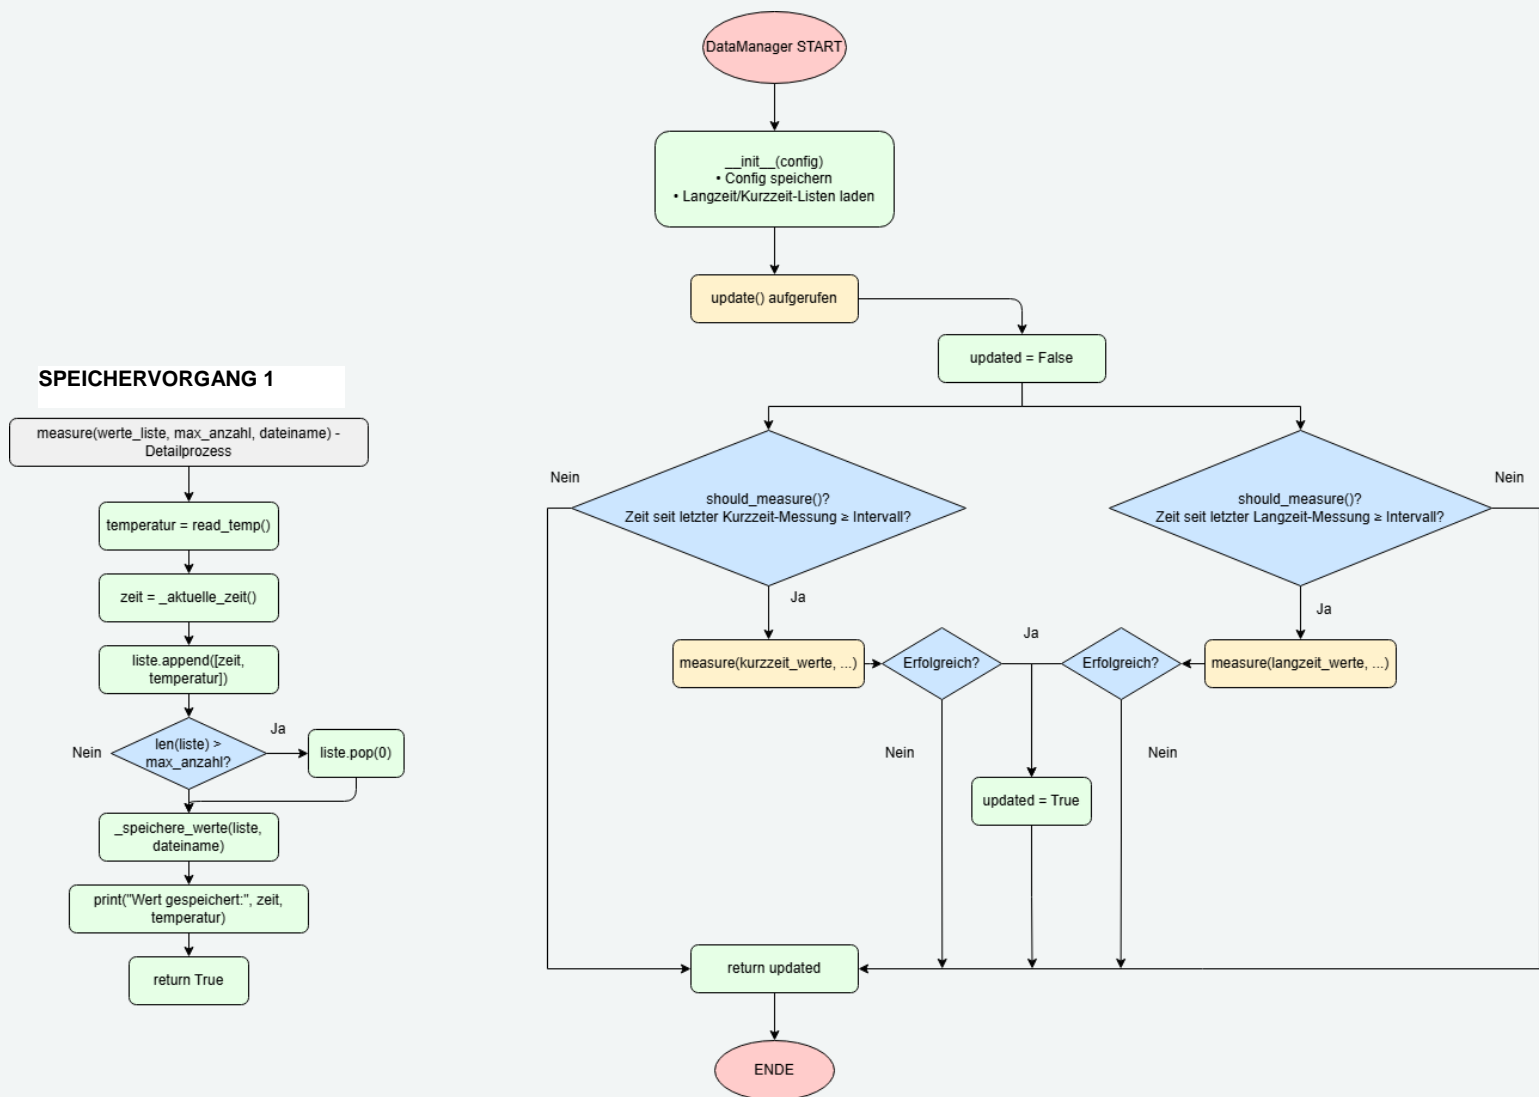 DataManager START
__init__(config)
• Config speichern
• Langzeit/Kurzzeit-Listen laden
update() aufgerufen
updated = False
SPEICHERVORGANG 1
measure(werte_liste, max_anzahl, dateiname) -
Detailprozess
temperatur = read_temp()
zeit = _aktuelle_zeit()
liste.append([zeit,
temperatur])
len(liste) >
max_anzahl?
Nein
Ja
liste.pop(0)
_speichere_werte(liste,
dateiname)
print("Wert gespeichert:", zeit,
temperatur)
return True
Nein
should_measure()?
Zeit seit letzter Kurzzeit-Messung ≥ Intervall?
Ja
should_measure()?
Zeit seit letzter Langzeit-Messung ≥ Intervall?
Nein
Ja
measure(kurzzeit_werte, ...)
Erfolgreich?
Ja
Erfolgreich?
measure(langzeit_werte, ...)
Nein
Nein
updated = True
return updated
ENDE